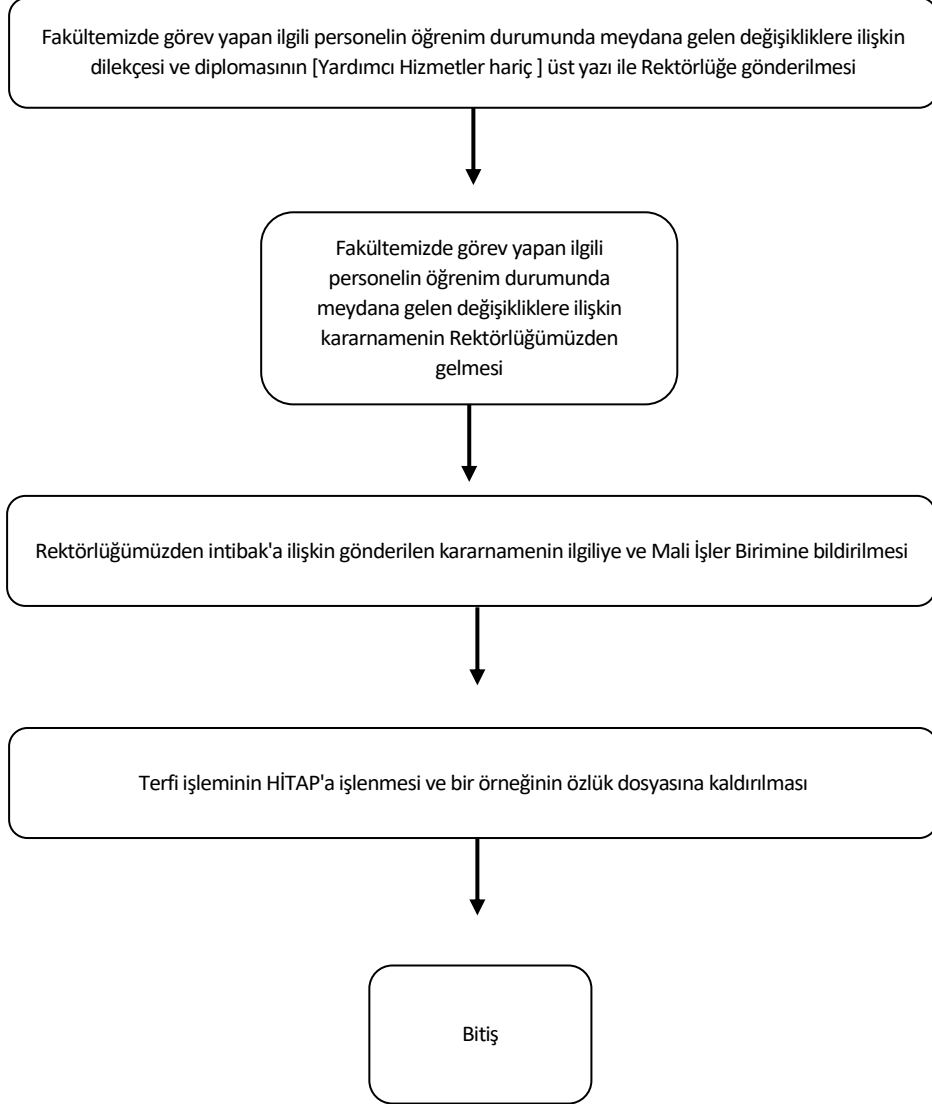 Fakültemizde görev yapan ilgili personelin öğrenim durumunda meydana gelen değişikliklere ilişkin
dilekçesi ve diplomasının [Yardımcı Hizmetler hariç ] üst yazı ile Rektörlüğe gönderilmesi
Fakültemizde görev yapan ilgili
personelin öğrenim durumunda
meydana gelen değişikliklere ilişkin
kararnamenin Rektörlüğümüzden
gelmesi
Rektörlüğümüzden intibak'a ilişkin gönderilen kararnamenin ilgiliye ve Mali İşler Birimine bildirilmesi
Terfi işleminin HİTAP'a işlenmesi ve bir örneğinin özlük dosyasına kaldırılması
Bitiş